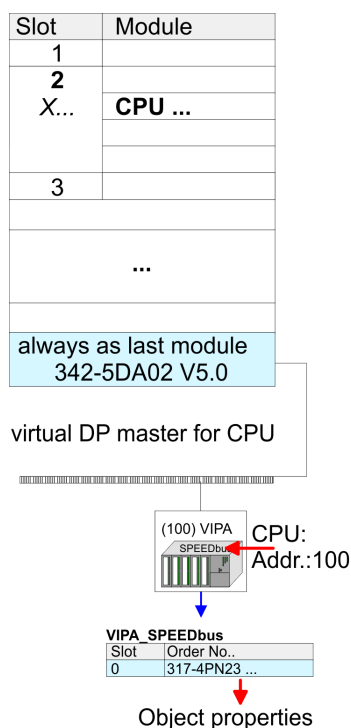 Slot Module
1
2
X... CPU ...
3
...
always as last module
342-5DA02 V5.0
virtual DP master for CPU
(100) VIPA
SPEEDbus
CPU:
Addr.:100
VIPA_SPEEDbus
Slot Order No..
0 317-4PN23 ...
Object properties